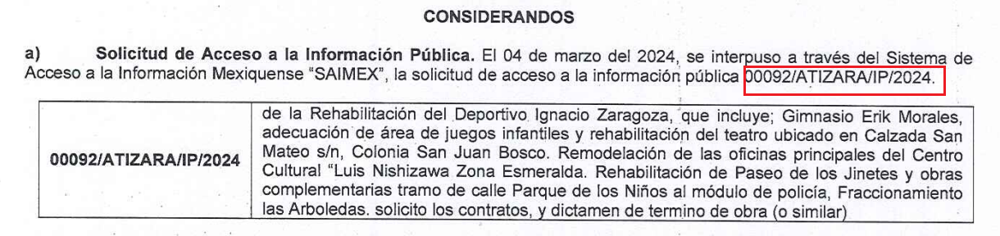 CONSIDERANDOS
a) Solicitud de Acceso a la Información Pública. El 04 de marzo del 2024, se interpuso a través del Sistema de
Acceso a la Información Mexiquense “SAIMEX”, la solicitud de acceso a la información pública 00092/ATIZARA/IP/2024.
00092/ATIZARA/IP/2024
de la Rehabilitación del Deportivo Ignacio Zaragoza, que incluye; Gimnasio Erik Morales,
adecuación de área de juegos infantiles y rehabilitación del teatro ubicado en Calzada San
Mateo s/n, Colonia San Juan Bosco. Remodelación de las oficinas principales del Centro
Cultural “Luis Nishizawa Zona Esmeralda. Rehabilitación de Paseo de los Jinetes y obras
complementarias tramo de calle Parque de los Niños al módulo de policía, Fraccionamiento
las Arboledas. solicito los contratos, y dictamen de termino de obra (o similar)